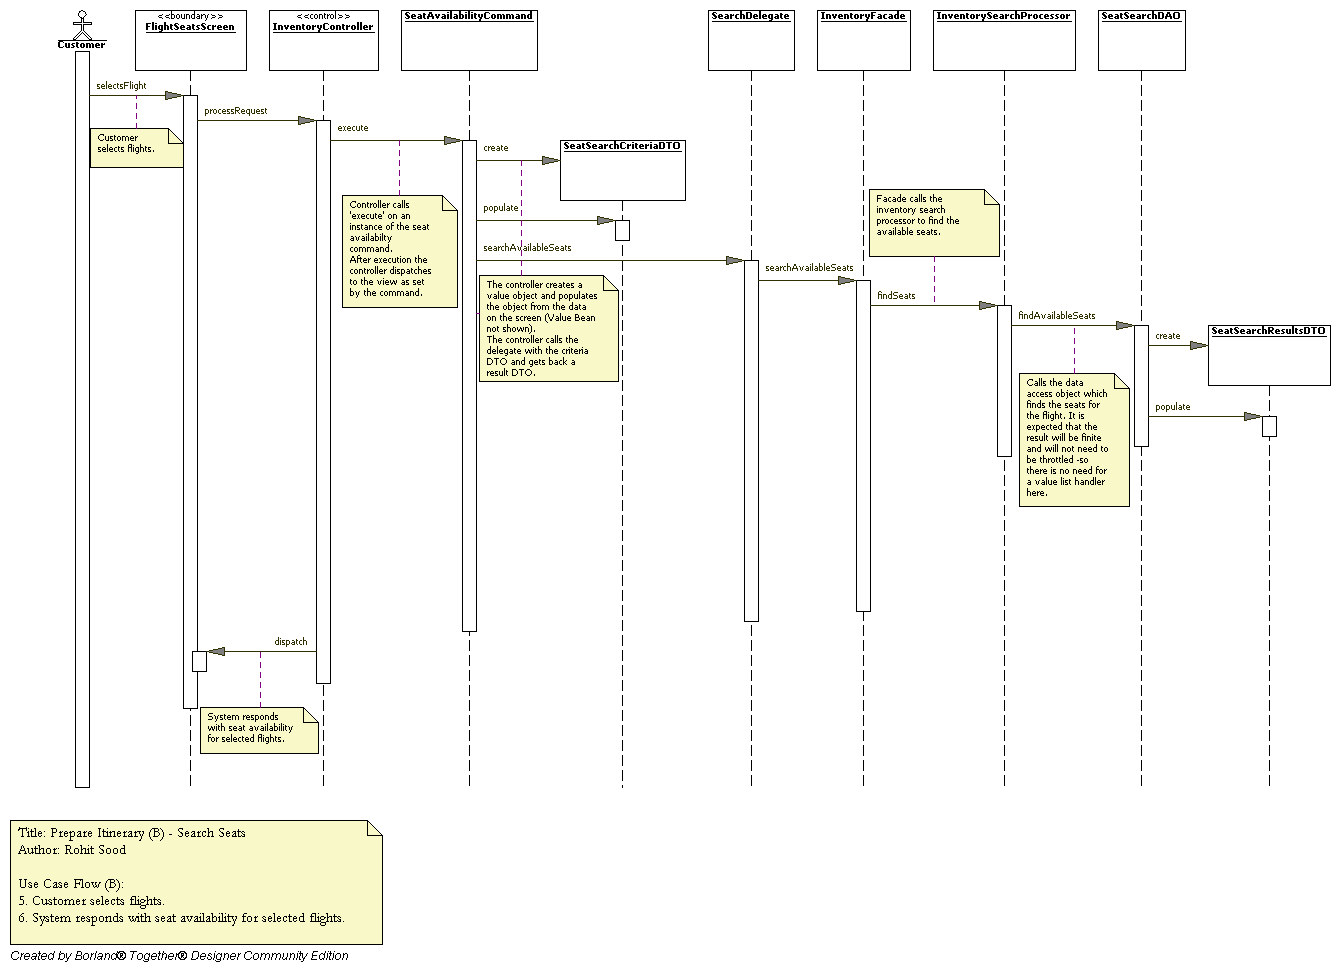 Customer
<<boundary>>
FlightSeatsScreen
<<control>>
InventoryController
SeatAvailabilityCommand
SearchDelegate
InventoryFacade
InventorySearchProcessor
SeatSearchDAO
selectsFlight
Customer
selects flights.
processRequest
execute
Controller calls
'execute' on an
instance of the seat
availabilty
command.
After execution the
controller dispatches
to the view as set
by the command.
create
SeatSearchCriteriaDTO
populate
searchAvailableSeats
The controller creates a
value object and populates
the object from the data
on the screen (Value Bean
not shown).
The controller calls the
delegate with the criteria
DTO and gets back a
result DTO.
searchAvailableSeats
Facade calls the
inventory search
processor to find the
available seats.
findSeats
findAvailableSeats
Calls the data
access object which
finds the seats for
the flight. It is
expected that the
result will be finite
and will not need to
be throttled -so
there is no need for
a value list handler
here.
create
SeatSearchResultsDTO
populate
dispatch
System responds
with seat availability
for selected flights.
Title: Prepare Itinerary (B) - Search Seats
Author: Rohit Sood
Use Case Flow (B):
5. Customer selects flights.
6. System responds with seat availability for selected flights.
Created by Borland® Together® Designer Community Edition